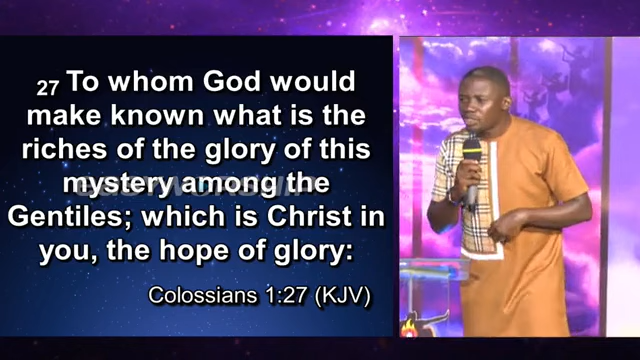 27 To whom God would
make known what is the
riches of the glory of this
mystery among the
Gentiles; which is Christ in
you, the hope of glory:
Colossians 1:27 (KJV)